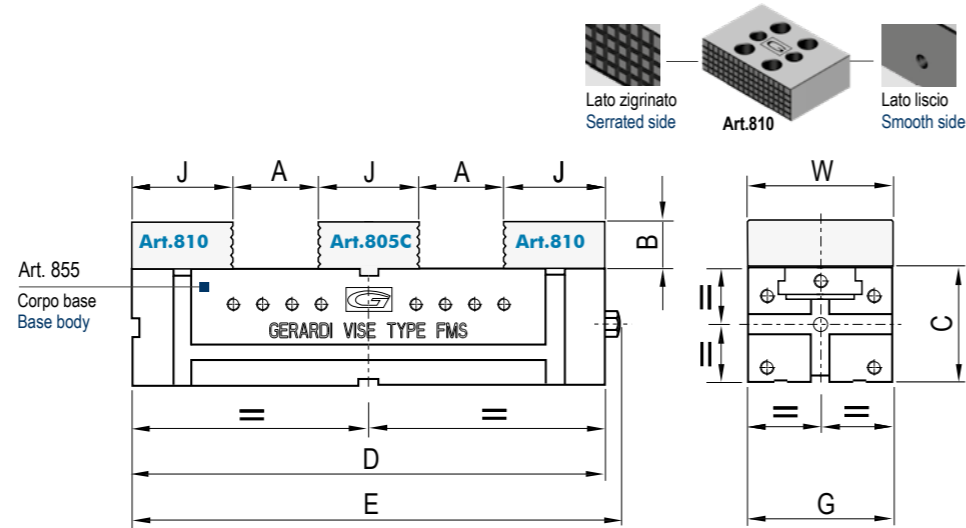 Lato zigrinato
Serrated side
Art.810
Lato liscio
Smooth side
J A J A J
W
Art.810 Art.805C Art.810
B
Art. 855
Corpo base
Base body
GERARDI VISE TYPE FMS
C
= =
= =
= =
D
E
G